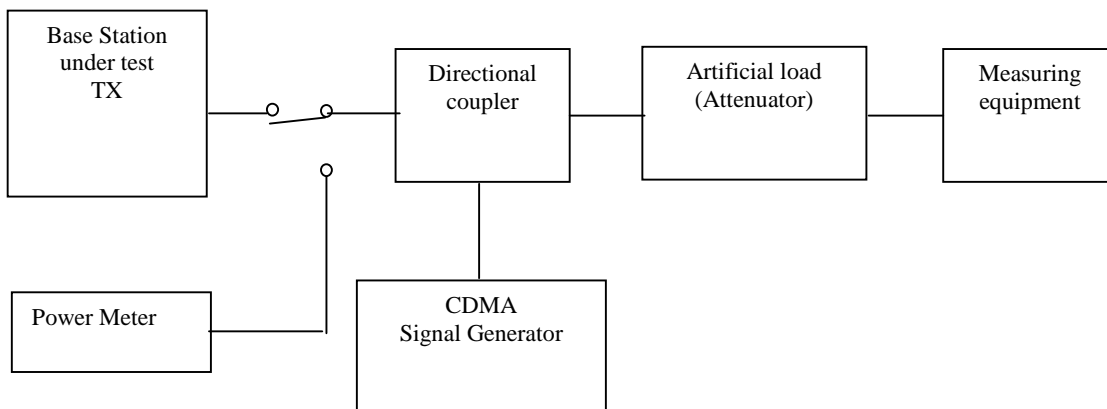 Base Station
under test
TX
Directional
coupler
Artificial load
(Attenuator)
Measuring
equipment
Power Meter
CDMA
Signal Generator